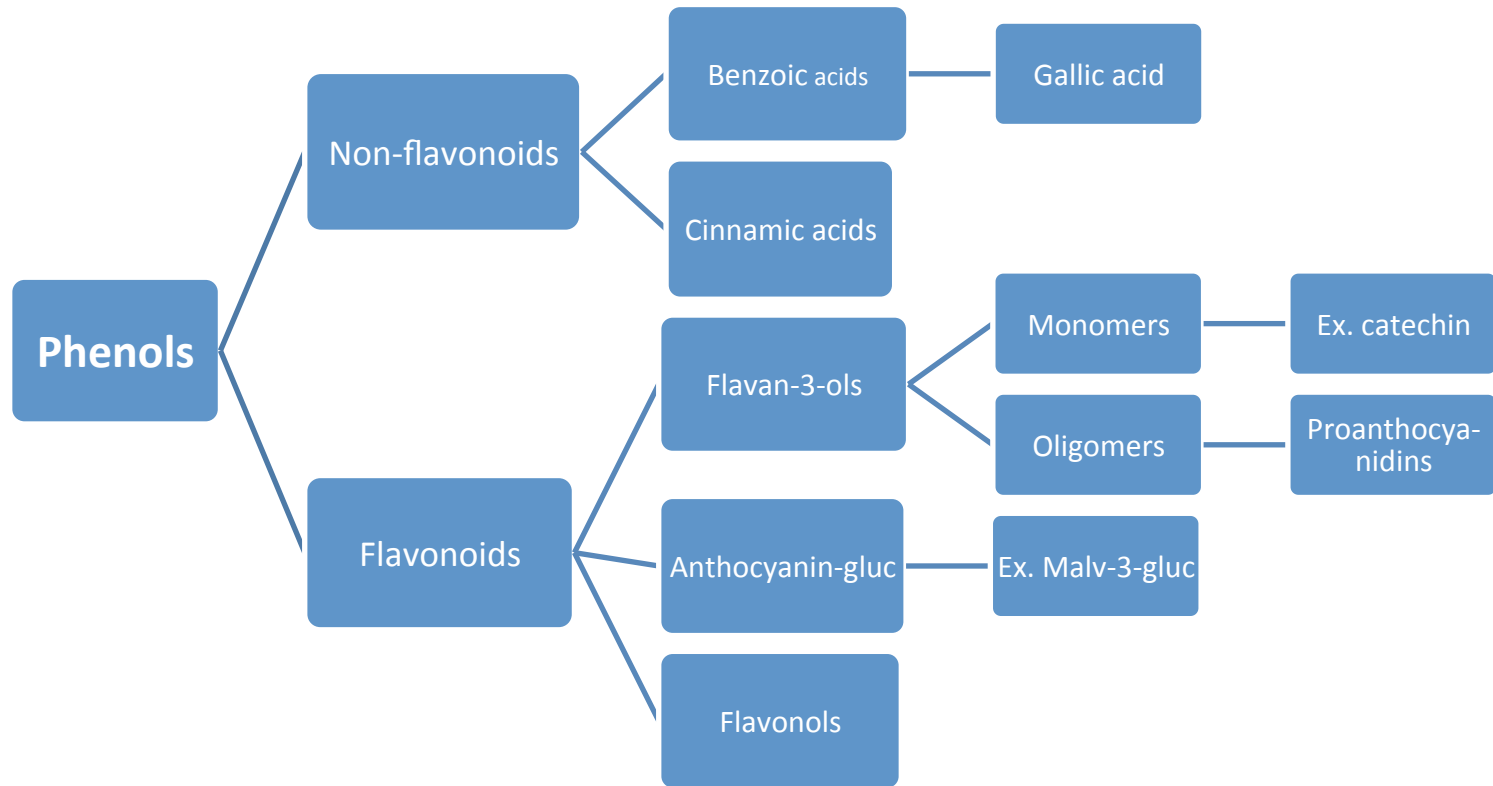 Phenols
Non-flavonoids
Benzoic acids
Gallic acid
Cinnamic acids
Flavonoids
Flavan-3-ols
Monomers
Ex. catechin
Oligomers
Proanthocya-
nidins
Anthocyanin-gluc
Ex. Malv-3-gluc
Flavonols